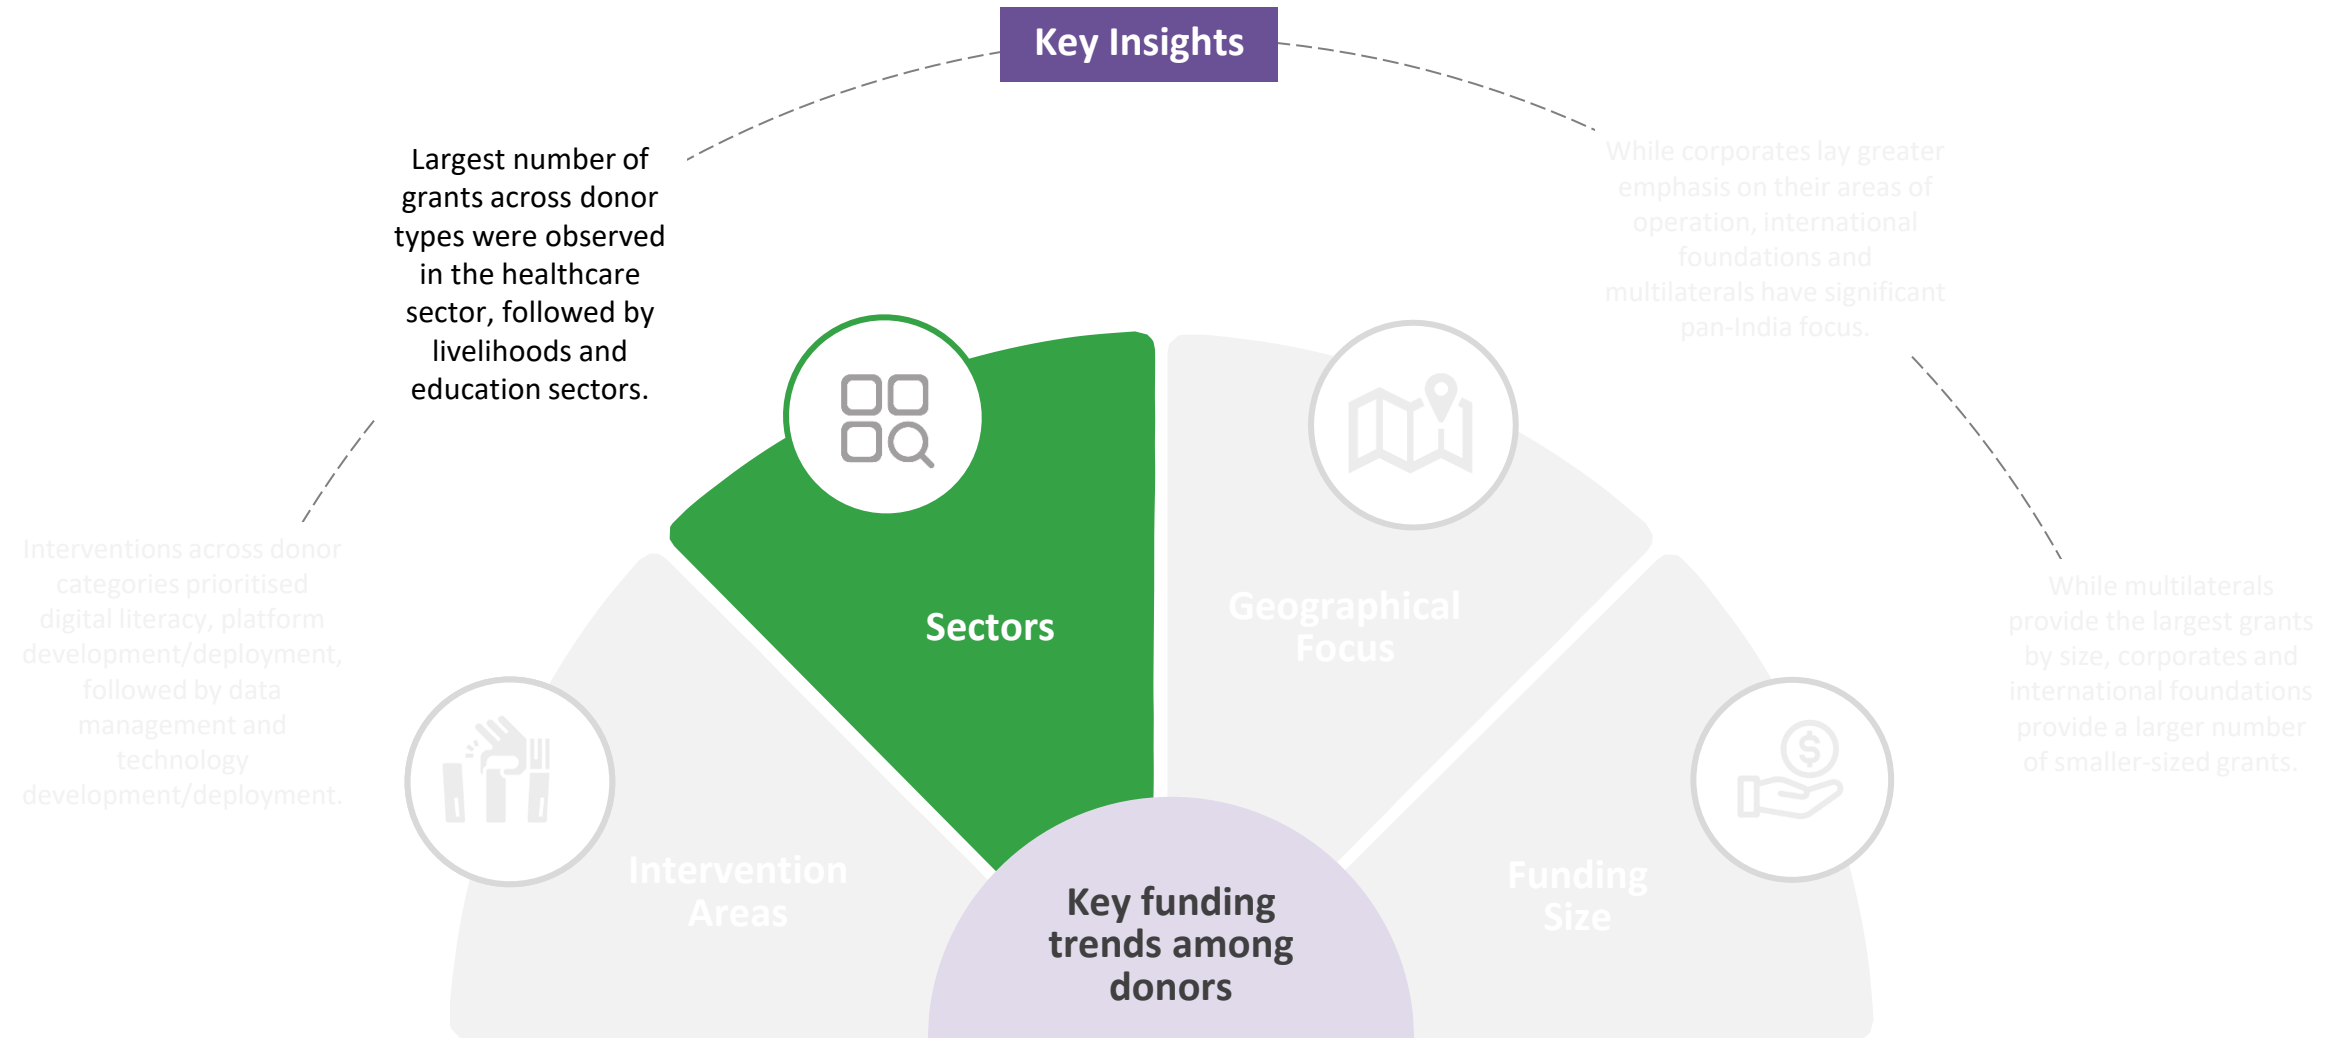 Key Insights
Largest number of
grants across donor
types were observed
in the healthcare
sector, followed by
livelihoods and
education sectors.
While corporates lay greater
emphasis on their areas of
operation, international
foundations and
multilaterals have significant
pan-India focus.
Interventions across donor
categories prioritised
digital literacy, platform
development/deployment,
followed by data
management and
technology
development/deployment.
While multilaterals
provide the largest grants
by size, corporates and
international foundations
provide a larger number
of smaller-sized grants.
Sectors
Geographical
Focus
Intervention
Areas
Funding
Size
$
Key funding
trends among
donors